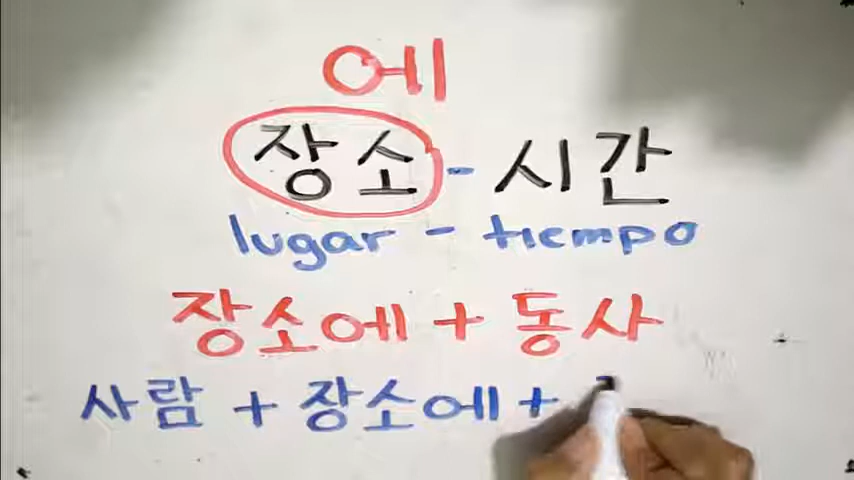 에
장소 - 시간
lugar - tiempo
장소에 + 동사
사람 + 장소에 +